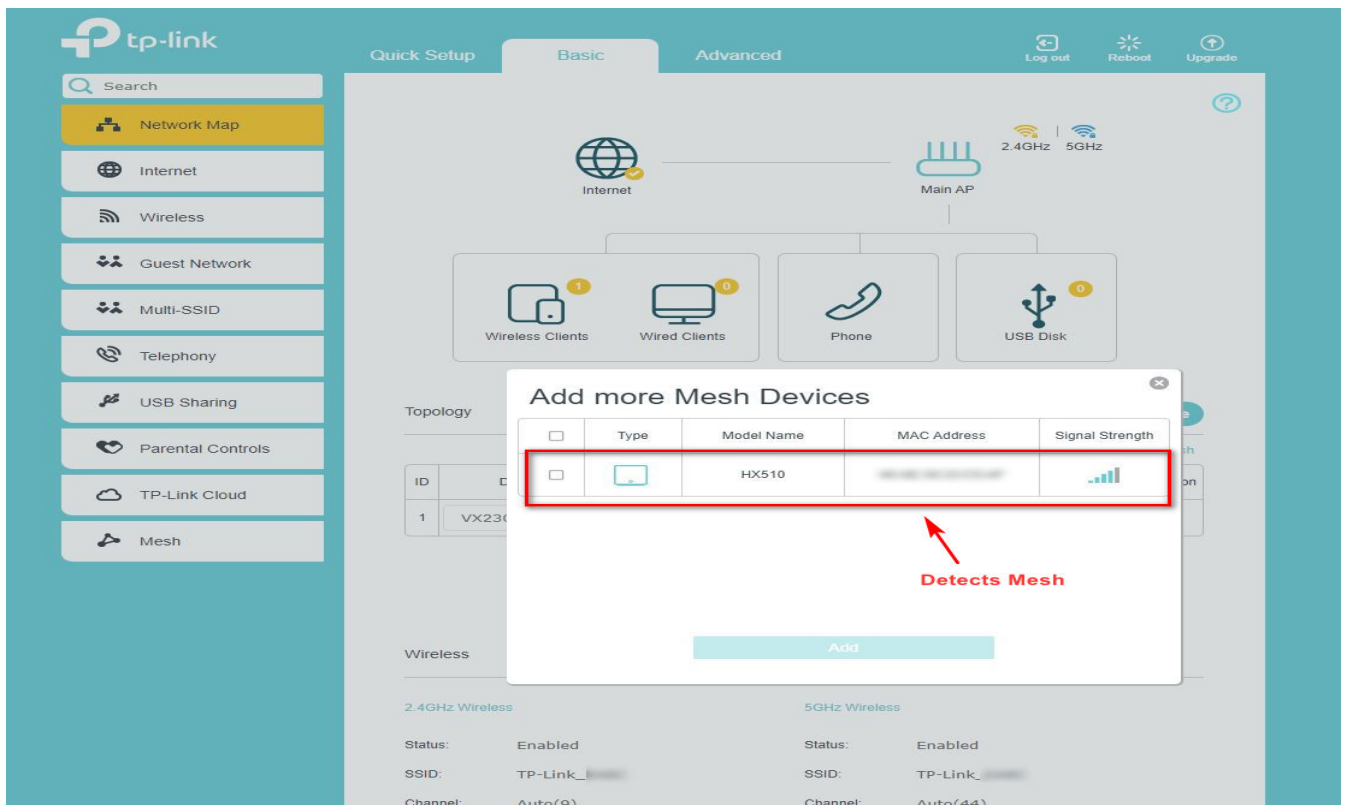 tp-link
Quick Setup
Basic
Advanced
Log out
Reboot
Upgrade
Search
Network Map
Internet
Wireless
Guest Network
Multi-SSID
Telephony
USB Sharing
Parental Controls
TP-Link Cloud
Mesh
2.4GHz 5GHz
Internet
Main AP
1
0
0
Wireless Clients
Wired Clients
Phone
USB Disk
Topology
ID
1
Add more Mesh Devices
Type Model Name MAC Address Signal Strength
HX510
Detects Mesh
Add
Wireless
2.4GHz Wireless
5GHz Wireless
Status: Enabled
Status: Enabled
SSID: TP-Link_
SSID: TP-Link_
Channel: Auto(9)
Channel: Auto(44)